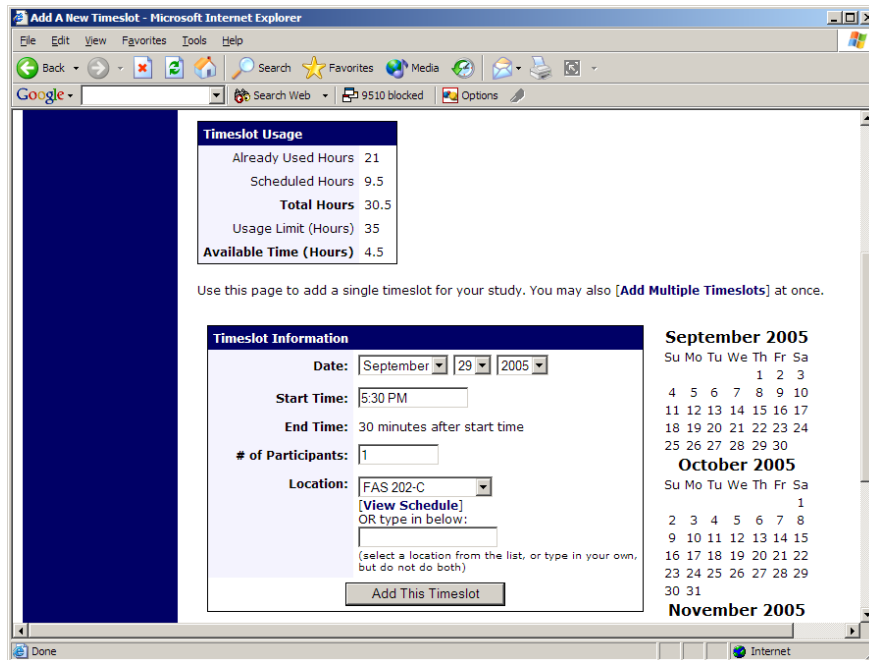 Add A New Timeslot - Microsoft Internet Explorer
File Edit View Favorites Tools Help
Back Search Favorites Media
Google Search Web 9510 blocked Options
Timeslot Usage
Already Used Hours 21
Scheduled Hours 9.5
Total Hours 30.5
Usage Limit (Hours) 35
Available Time (Hours) 4.5
Use this page to add a single timeslot for your study. You may also [Add Multiple Timeslots] at once.
Timeslot Information
Date: September 29 2005
Start Time: 5:30 PM
End Time: 30 minutes after start time
# of Participants: 1
Location: FAS 202-C
[View Schedule]
OR type in below:
(select a location from the list, or type in your own,
but do not do both)
Add This Timeslot
September 2005
Su Mo Tu We Th Fr Sa
1 2 3
4 5 6 7 8 9 10
11 12 13 14 15 16 17
18 19 20 21 22 23 24
25 26 27 28 29 30
October 2005
Su Mo Tu We Th Fr Sa
1
2 3 4 5 6 7 8
9 10 11 12 13 14 15
16 17 18 19 20 21 22
23 24 25 26 27 28 29
30 31
November 2005
Done Internet